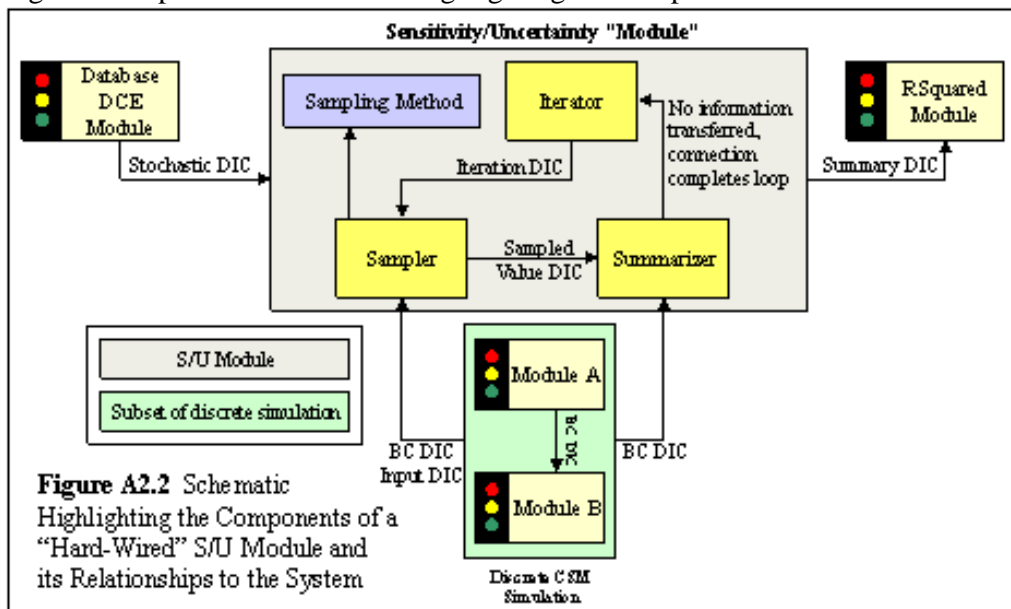 Sensitivity/Uncertainty "Module"
Database
DCE
Module
Sampling Method
Iterator
No information
transferred,
connection
completes loop
RSquared
Module
Stochastic DIC
Iteration DIC
Summary DIC
Sampler
Sampled
Value DIC
Summarizer
S/U Module
Subset of discrete simulation
Module A
BC DIC
Module B
BC DIC
Input DIC
BC DIC
Figure A2.2 Schematic
Highlighting the Components of a
“Hard-Wired” S/U Module and
its Relationships to the System
Discrete CSM
Simulation